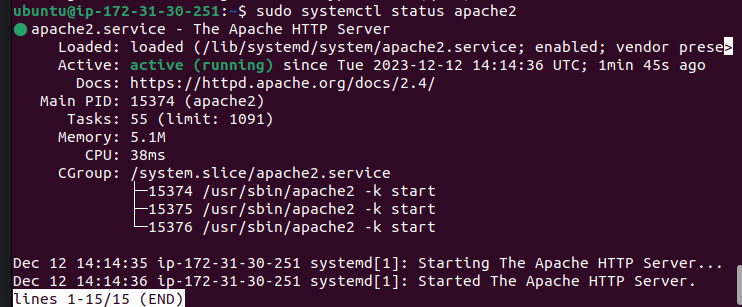 ubuntu@ip-172-31-30-251:~$ sudo systemctl status apache2
● apache2.service - The Apache HTTP Server
     Loaded: loaded (/lib/systemd/system/apache2.service; enabled; vendor prese>
     Active: active (running) since Tue 2023-12-12 14:14:36 UTC; 1min 45s ago
       Docs: https://httpd.apache.org/docs/2.4/
   Main PID: 15374 (apache2)
      Tasks: 55 (limit: 1091)
     Memory: 5.1M
        CPU: 38ms
     CGroup: /system.slice/apache2.service
             ├─15374 /usr/sbin/apache2 -k start
             ├─15375 /usr/sbin/apache2 -k start
             └─15376 /usr/sbin/apache2 -k start

Dec 12 14:14:35 ip-172-31-30-251 systemd[1]: Starting The Apache HTTP Server...
Dec 12 14:14:36 ip-172-31-30-251 systemd[1]: Started The Apache HTTP Server.
lines 1-15/15 (END)